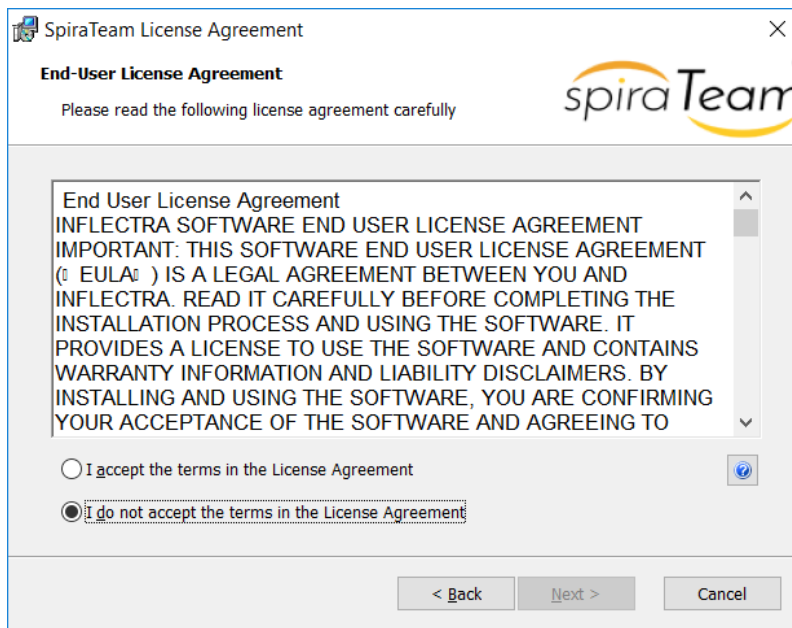 SpiraTeam License Agreement
End-User License Agreement
Please read the following license agreement carefully
spiraTeam
End User License Agreement
INFLECTRA SOFTWARE END USER LICENSE AGREEMENT
IMPORTANT: THIS SOFTWARE END USER LICENSE AGREEMENT
(▯ EULA▯ ) IS A LEGAL AGREEMENT BETWEEN YOU AND
INFLECTRA. READ IT CAREFULLY BEFORE COMPLETING THE
INSTALLATION PROCESS AND USING THE SOFTWARE. IT
PROVIDES A LICENSE TO USE THE SOFTWARE AND CONTAINS
WARRANTY INFORMATION AND LIABILITY DISCLAIMERS. BY
INSTALLING AND USING THE SOFTWARE, YOU ARE CONFIRMING
YOUR ACCEPTANCE OF THE SOFTWARE AND AGREEING TO
I accept the terms in the License Agreement
I do not accept the terms in the License Agreement
< Back
Next >
Cancel